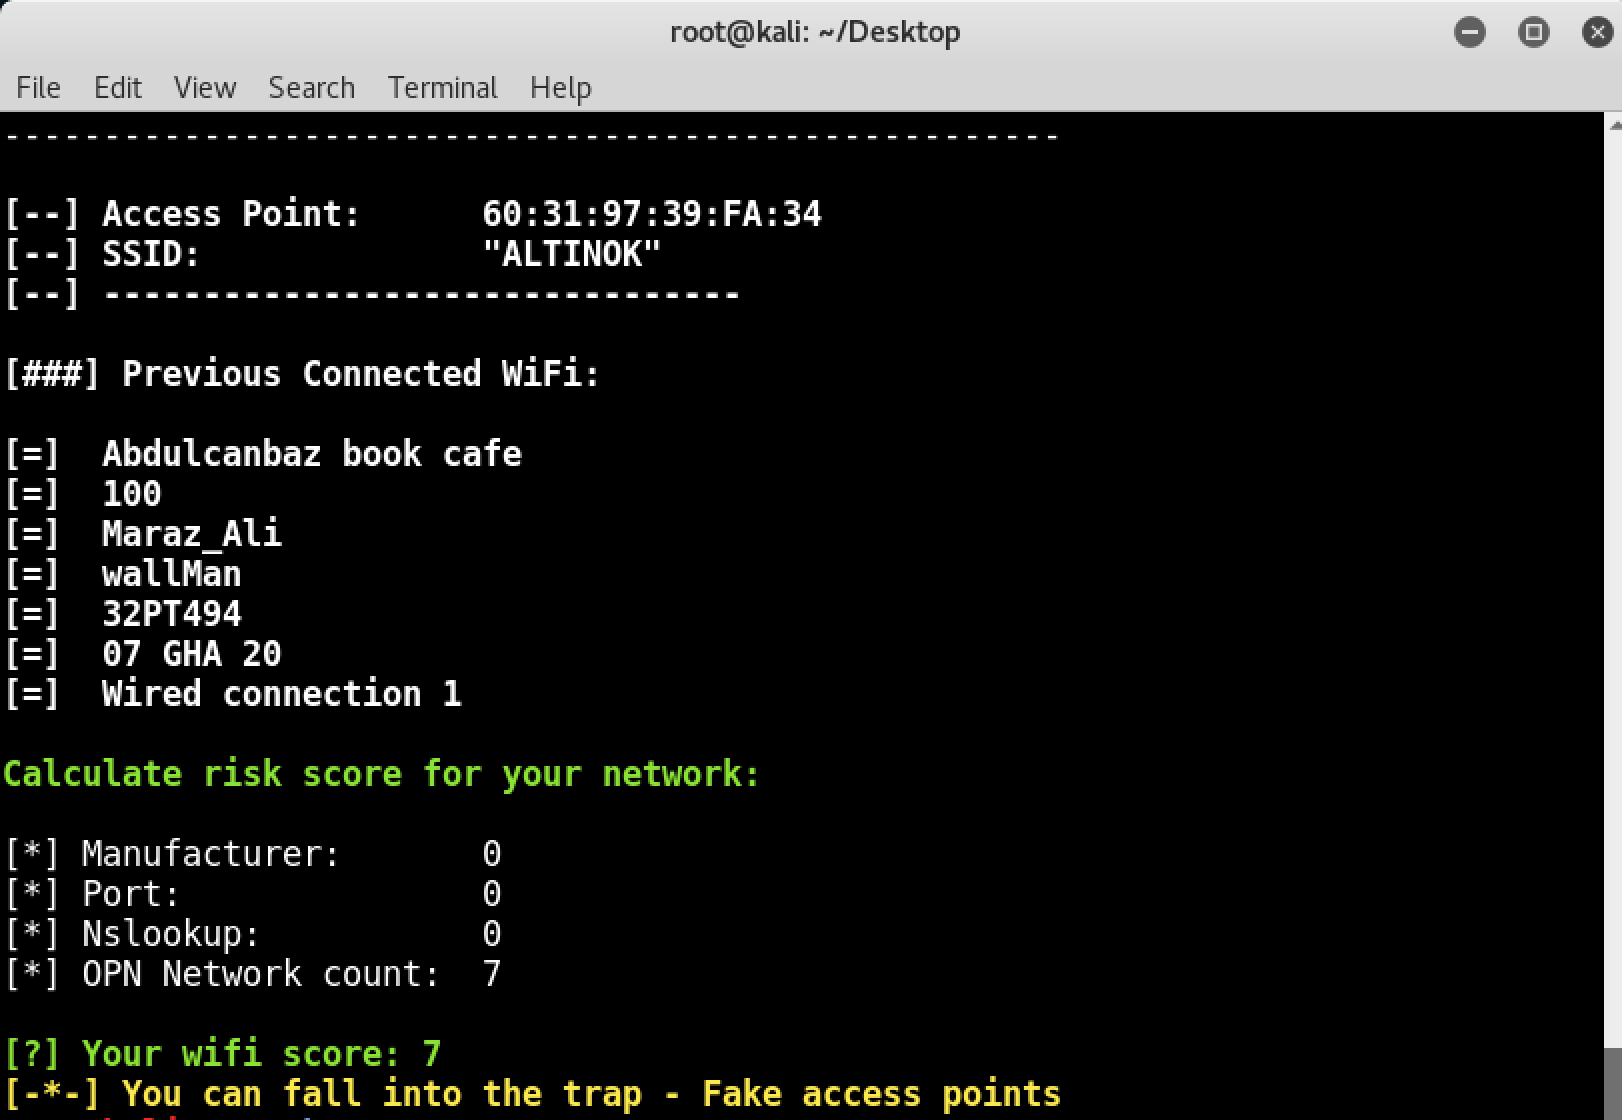 root@kali: ~/Desktop
File Edit View Search Terminal Help
-----------------------------------------------------
[--] Access Point: 60:31:97:39:FA:34
[--] SSID: "ALTINOK"
[--] --------------------------------
[###] Previous Connected WiFi:
[=] Abdulcanbaz book cafe
[=] 100
[=] Maraz_Ali
[=] wallMan
[=] 32PT494
[=] 07 GHA 20
[=] Wired connection 1
Calculate risk score for your network:
[*] Manufacturer: 0
[*] Port: 0
[*] Nslookup: 0
[*] OPN Network count: 7
[?] Your wifi score: 7
[-*-] You can fall into the trap - Fake access points